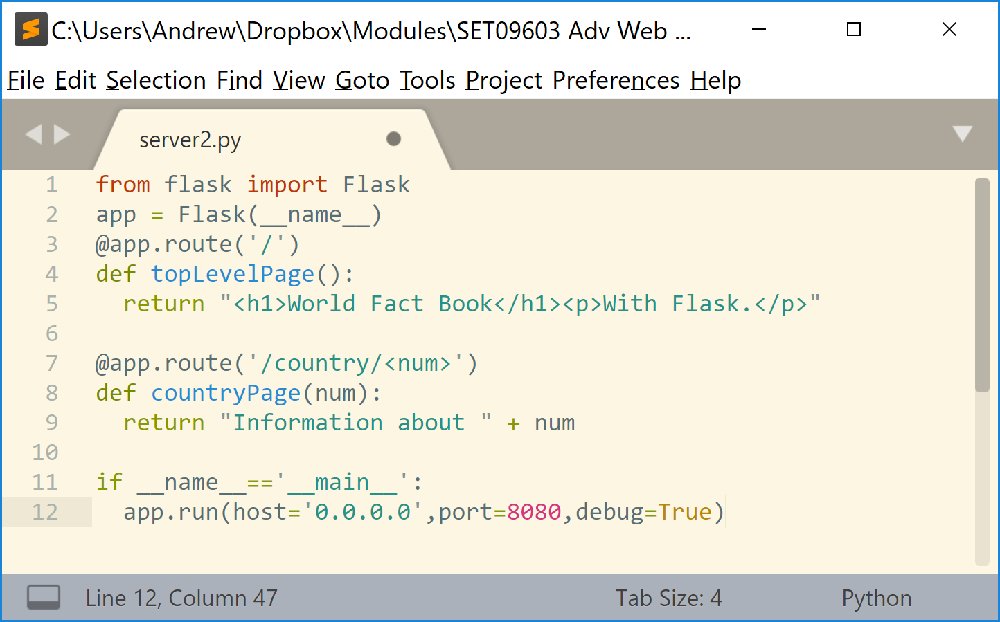 C:\Users\Andrew\Dropbox\Modules\SET09603 Adv Web ...
File Edit Selection Find View Goto Tools Project Preferences Help
server2.py
1 from flask import Flask
2 app = Flask(__name__)
3 @app.route('/')
4 def topLevelPage():
5   return "<h1>World Fact Book</h1><p>With Flask.</p>"
6
7 @app.route('/country/<num>')
8 def countryPage(num):
9   return "Information about " + num
10
11 if __name__=='__main__':
12   app.run(host='0.0.0.0',port=8080,debug=True)
Line 12, Column 47 Tab Size: 4 Python